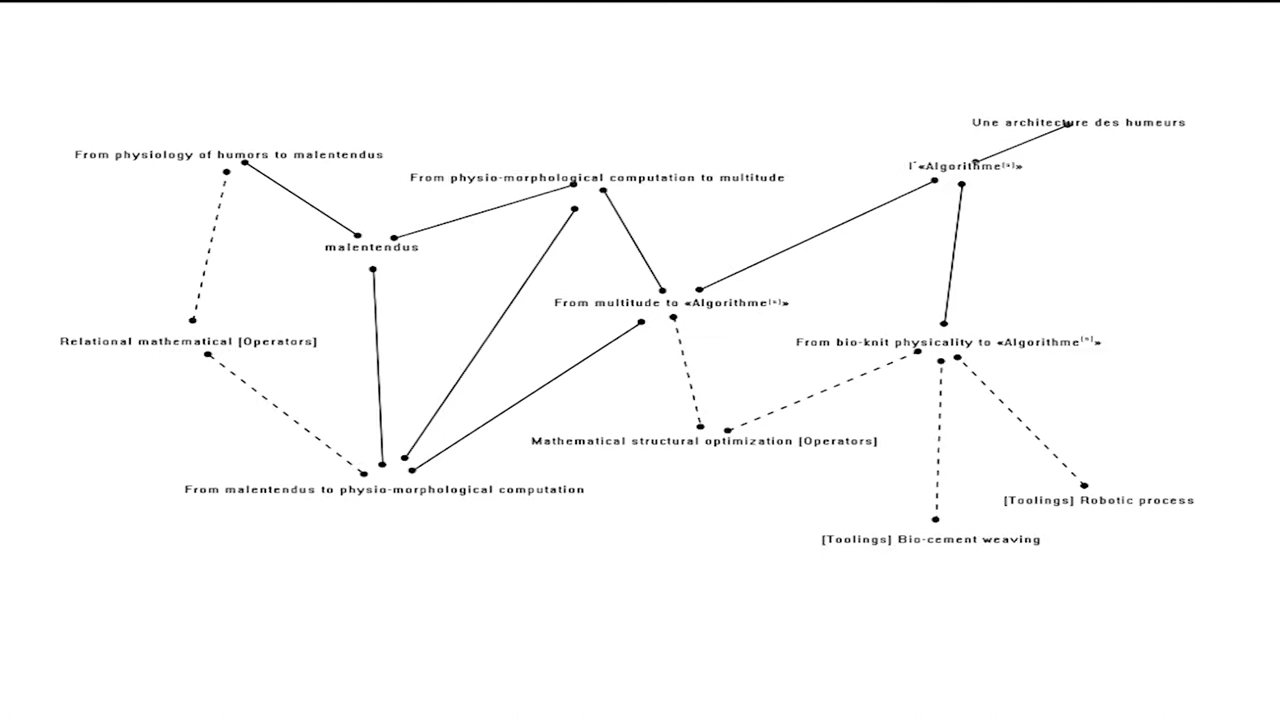 Une architecture des humeurs
From physiology of humors to malentendus
l'«Algorithme[s]»
From physio-morphological computation to multitude
malentendus
From multitude to «Algorithme[s]»
Relational mathematical [Operators]
From bio-knit physicality to «Algorithme[s]»
Mathematical structural optimization [Operators]
From malentendus to physio-morphological computation
[Toolings] Robotic process
[Toolings] Bio-cement weaving